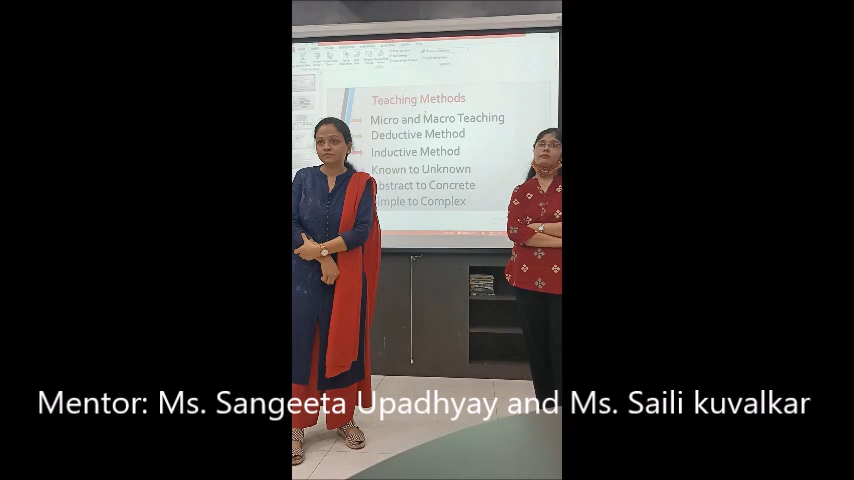 Teaching Methods
Micro and Macro Teaching
Deductive Method
Inductive Method
Known to Unknown
bstract to Concrete
imple to Complex
Mentor: Ms. Sangeeta Upadhyay and Ms. Saili kuvalkar